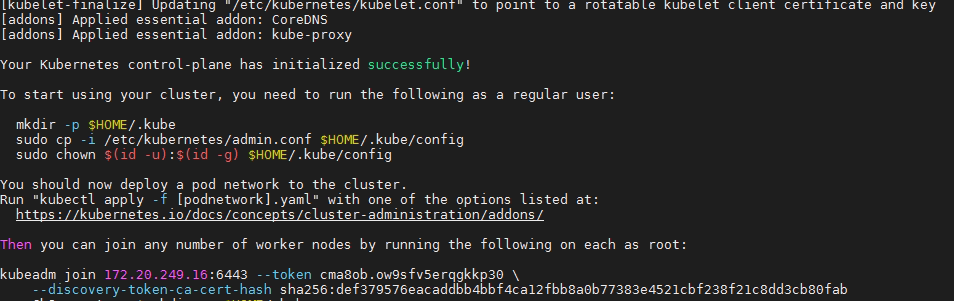 [kubelet-finalize] Updating "/etc/kubernetes/kubelet.conf" to point to a rotatable kubelet client certificate and key
[addons] Applied essential addon: CoreDNS
[addons] Applied essential addon: kube-proxy
Your Kubernetes control-plane has initialized successfully!
To start using your cluster, you need to run the following as a regular user:
mkdir -p $HOME/.kube
sudo cp -i /etc/kubernetes/admin.conf $HOME/.kube/config
sudo chown $(id -u):$(id -g) $HOME/.kube/config
You should now deploy a pod network to the cluster.
Run "kubectl apply -f [podnetwork].yaml" with one of the options listed at:
https://kubernetes.io/docs/concepts/cluster-administration/addons/
Then you can join any number of worker nodes by running the following on each as root:
kubeadm join 172.20.249.16:6443 --token cma8ob.ow9sfv5erqgkkp30 \
--discovery-token-ca-cert-hash sha256:def379576eacaddbb4bbf4ca12fbb8a0b77383e4521cbf238f21c8dd3cb80fab